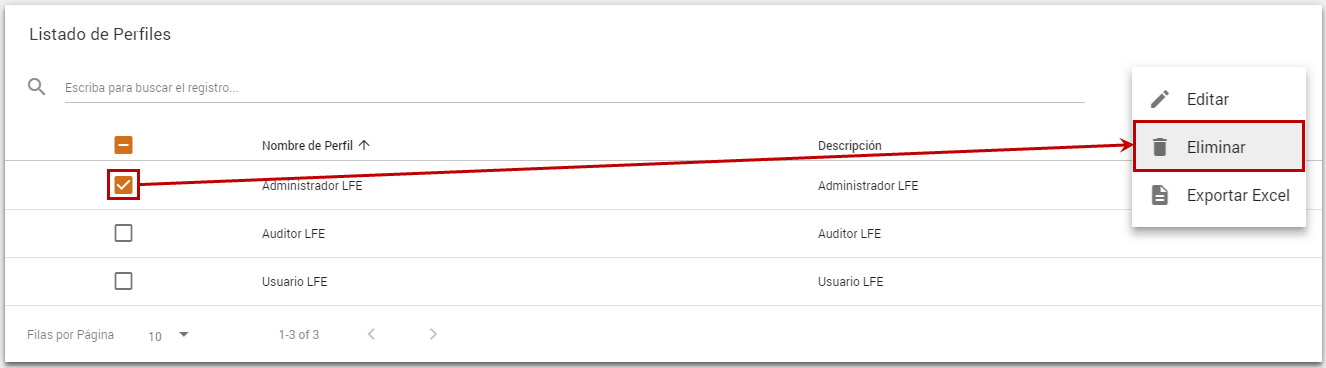 Listado de Perfiles
Escriba para buscar el registro...
Editar
Nombre de Perfil Descripción
Eliminar
Administrador LFE Administrador LFE
Exportar Excel
Auditor LFE Auditor LFE
Usuario LFE Usuario LFE
Filas por Página 10 1-3 of 3